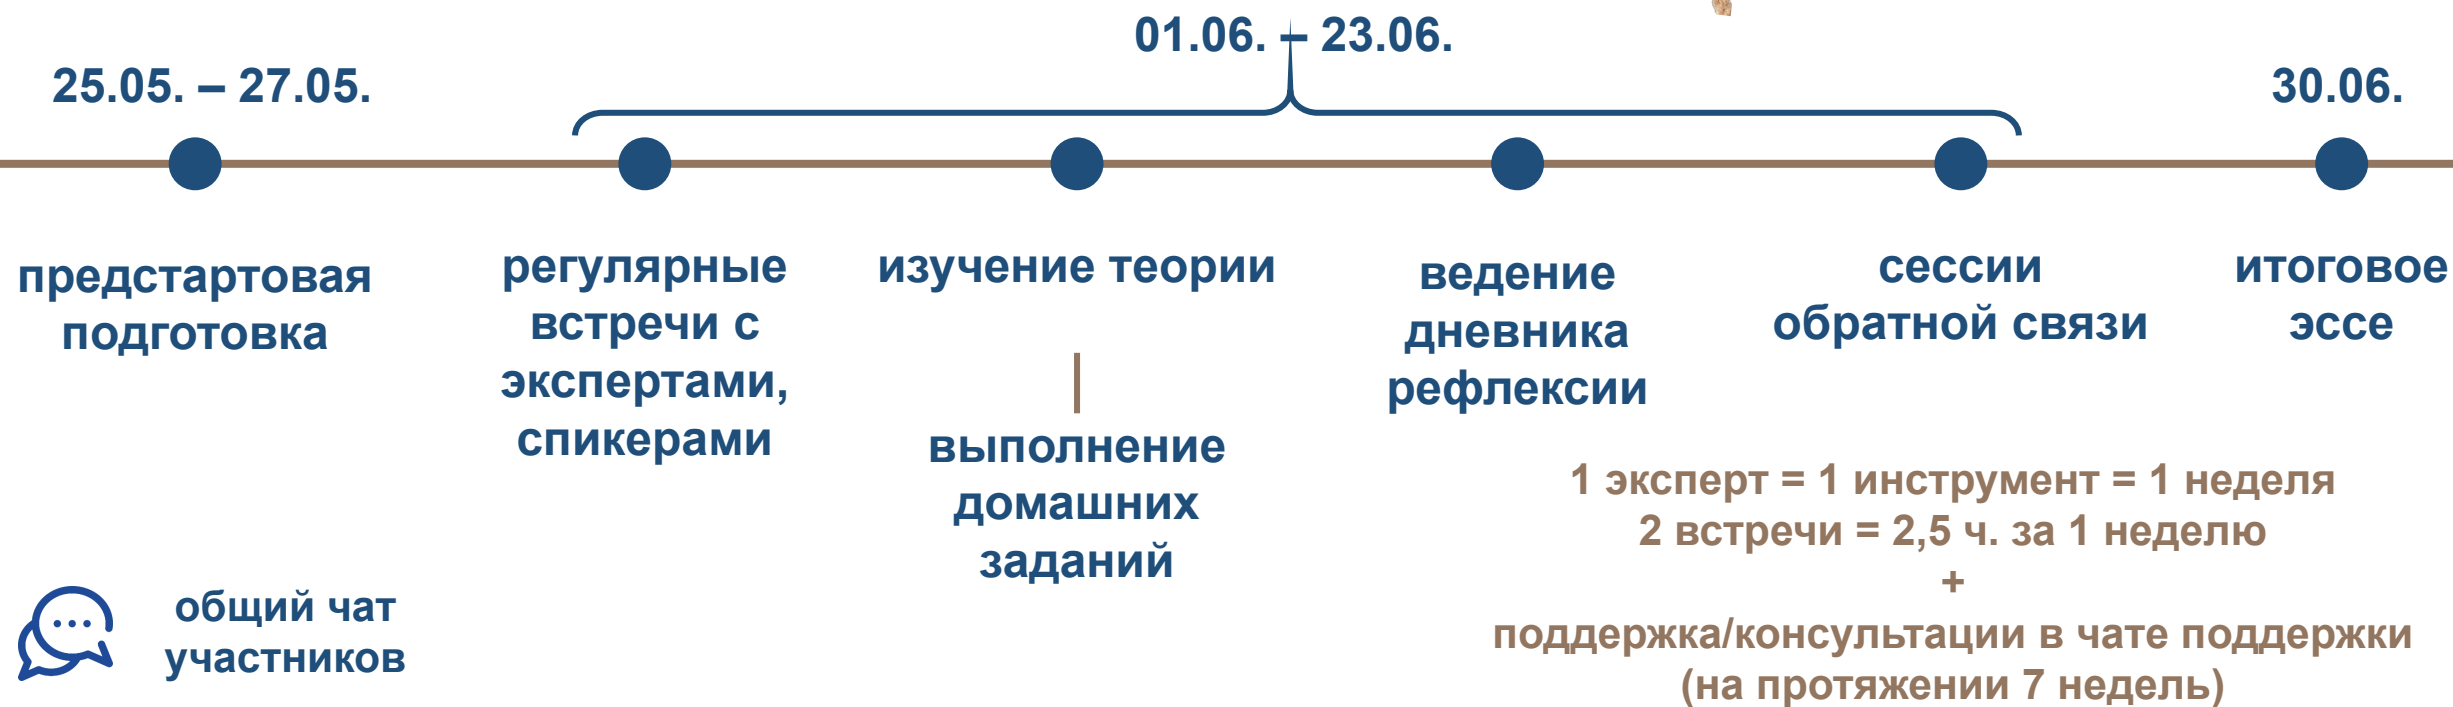 25.05. – 27.05.
01.06. – 23.06.
30.06.
предстартовая
подготовка
регулярные
встречи с
экспертами,
спикерами
изучение теории
выполнение
домашних
заданий
ведение
дневника
рефлексии
сессии
обратной связи
итоговое
эссе
1 эксперт = 1 инструмент = 1 неделя
2 встречи = 2,5 ч. за 1 неделю
+
поддержка/консультации в чате поддержки
(на протяжении 7 недель)
общий чат
участников